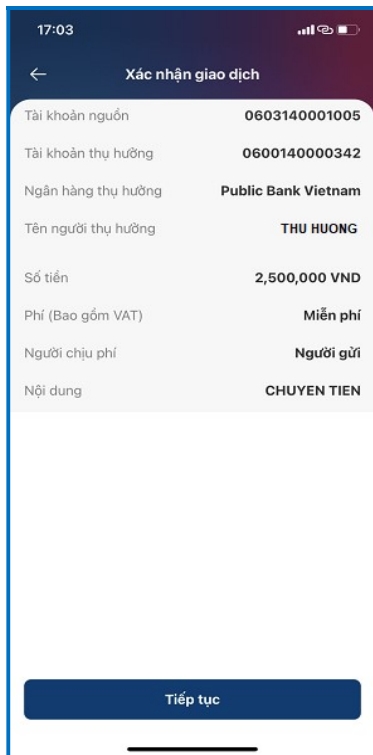 17:03
Xác nhận giao dịch
Tài khoản nguồn 0603140001005
Tài khoản thụ hưởng 0600140000342
Ngân hàng thụ hưởng Public Bank Vietnam
Tên người thụ hưởng THU HUONG
Số tiền 2,500,000 VND
Phí (Bao gồm VAT) Miễn phí
Người chịu phí Người gửi
Nội dung CHUYEN TIEN
Tiếp tục